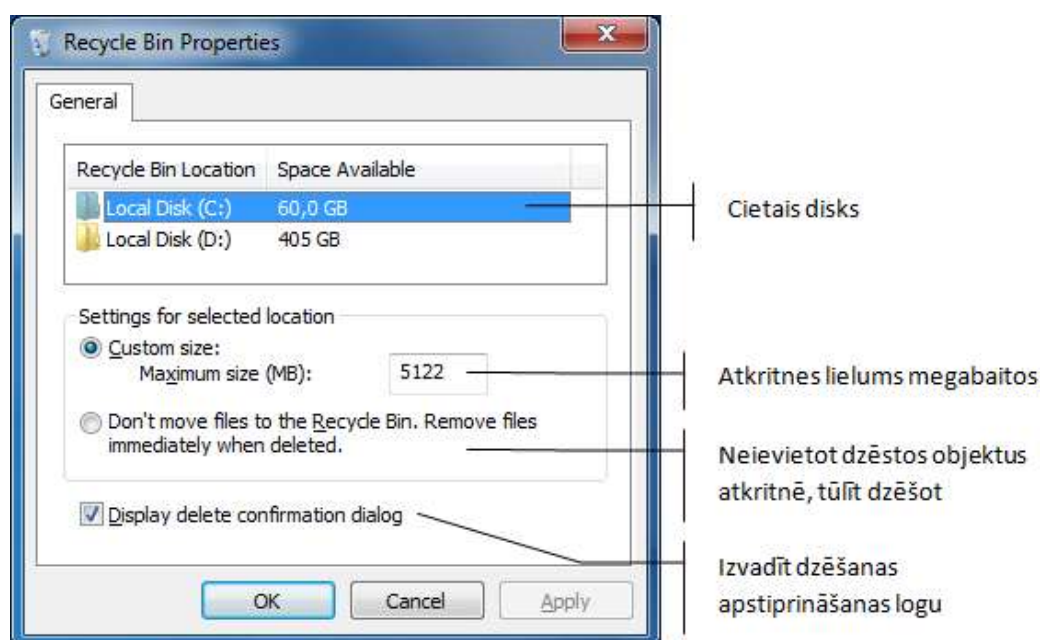 Recycle Bin Properties
General
Recycle Bin Location Space Available
Local Disk (C:) 60,0 GB
Local Disk (D:) 405 GB
Cietais disks
Settings for selected location
Custom size:
Maximum size (MB): 5122
Atkritnes lielums megabaitos
Don't move files to the Recycle Bin. Remove files
immediately when deleted.
Neievietot dzēstos objektus
atkritnē, tūlīt dzēšot
Display delete confirmation dialog
Izvadīt dzēšanas
apstiprināšanas logu
OK Cancel Apply